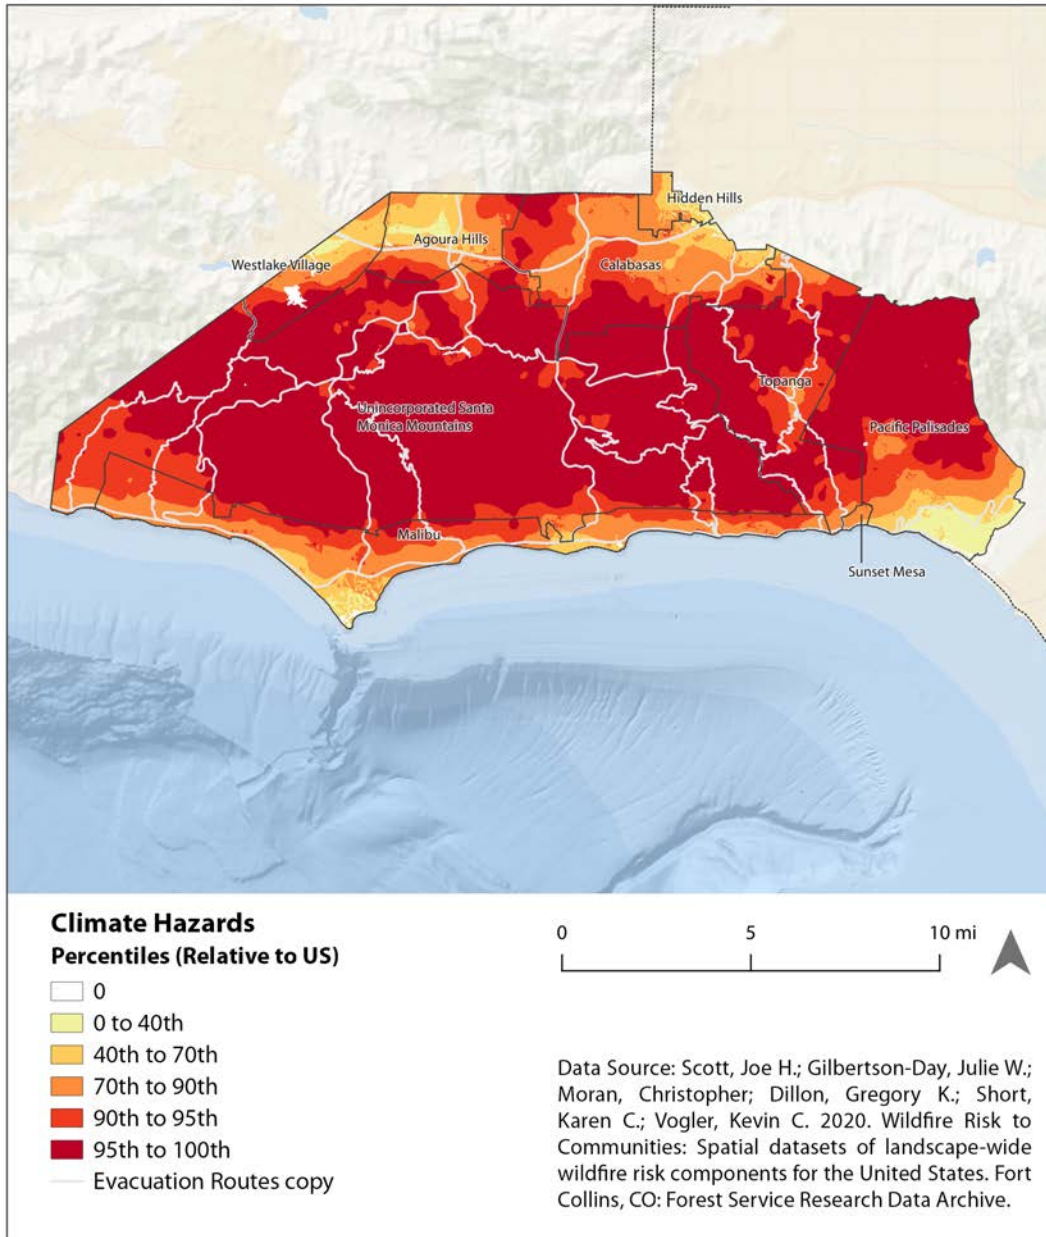 Hidden Hills
Agoura Hills
Westlake Village
Calabasas
Topanga
Unincorporated Santa
Monica Mountains
Pacific Palisades
Malibu
Sunset Mesa
Climate Hazards
Percentiles (Relative to US)
0
0 to 40th
40th to 70th
70th to 90th
90th to 95th
95th to 100th
Evacuation Routes copy
0 5 10 mi
Data Source: Scott, Joe H.; Gilbertson-Day, Julie W.;
Moran, Christopher; Dillon, Gregory K.; Short,
Karen C.; Vogler, Kevin C. 2020. Wildfire Risk to
Communities: Spatial datasets of landscape-wide
wildfire risk components for the United States. Fort
Collins, CO: Forest Service Research Data Archive.